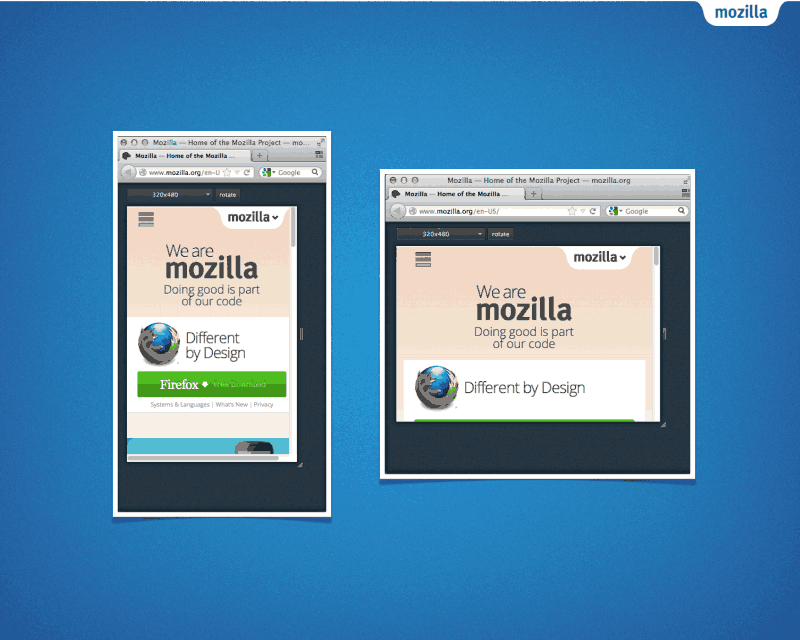 mozilla
Mozilla — Home of the Mozilla Project — mo...
Mozilla — Home of the Mozilla ...
www.mozilla.org/en-U
Google
320x480
rotate
mozilla
We are
mozilla
Doing good is part
of our code
Different
by Design
Firefox
Systems & Languages | What's New | Privacy
Mozilla — Home of the Mozilla Project — mozilla.org
Mozilla — Home of the Mozilla ...
www.mozilla.org/en-US/
Google
320x480
rotate
mozilla
We are
mozilla
Doing good is part
of our code
Different by Design